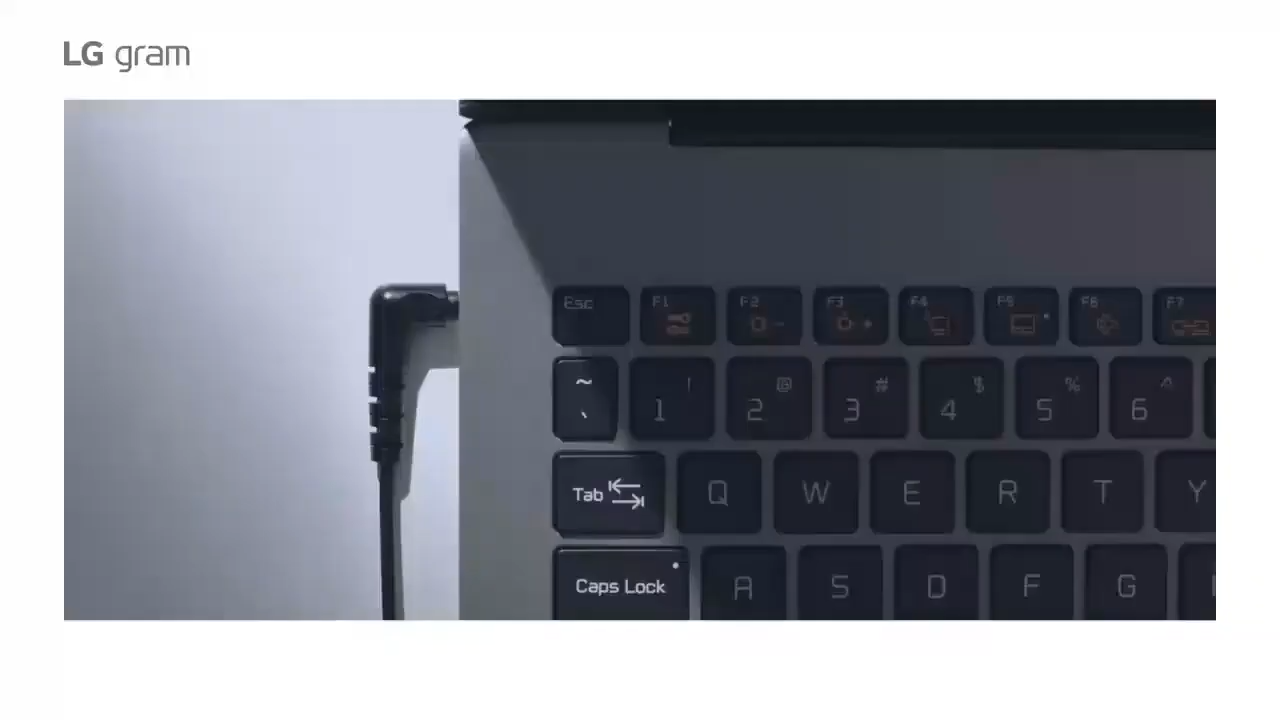 LG gram
Esc F1 F2 F3 F4 F5 F6 F7
~ ! @ # $ % ^
` 1 2 3 4 5 6
Tab Q W E R T Y
Caps Lock A S D F G